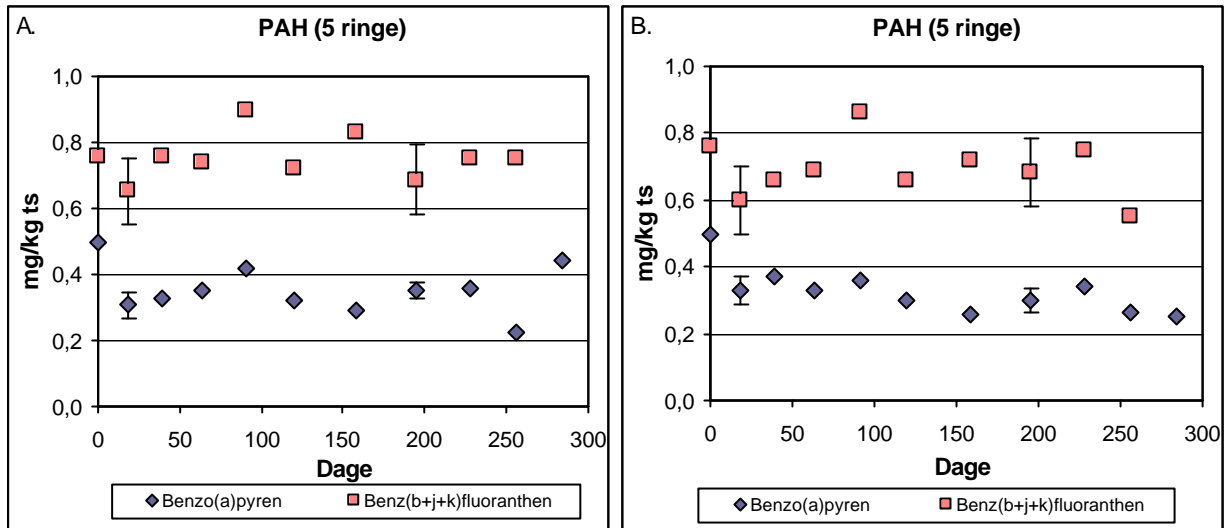 A.
PAH (5 ringe)
1,0
0,8
0,6
0,4
0,2
0,0
mg/kg ts
0 50 100 150 200 250 300
Dage
Benzo(a)pyren Benz(b+j+k)fluoranthen
B.
PAH (5 ringe)
1,0
0,8
0,6
0,4
0,2
0,0
mg/kg ts
0 50 100 150 200 250 300
Dage
Benzo(a)pyren Benz(b+j+k)fluoranthen